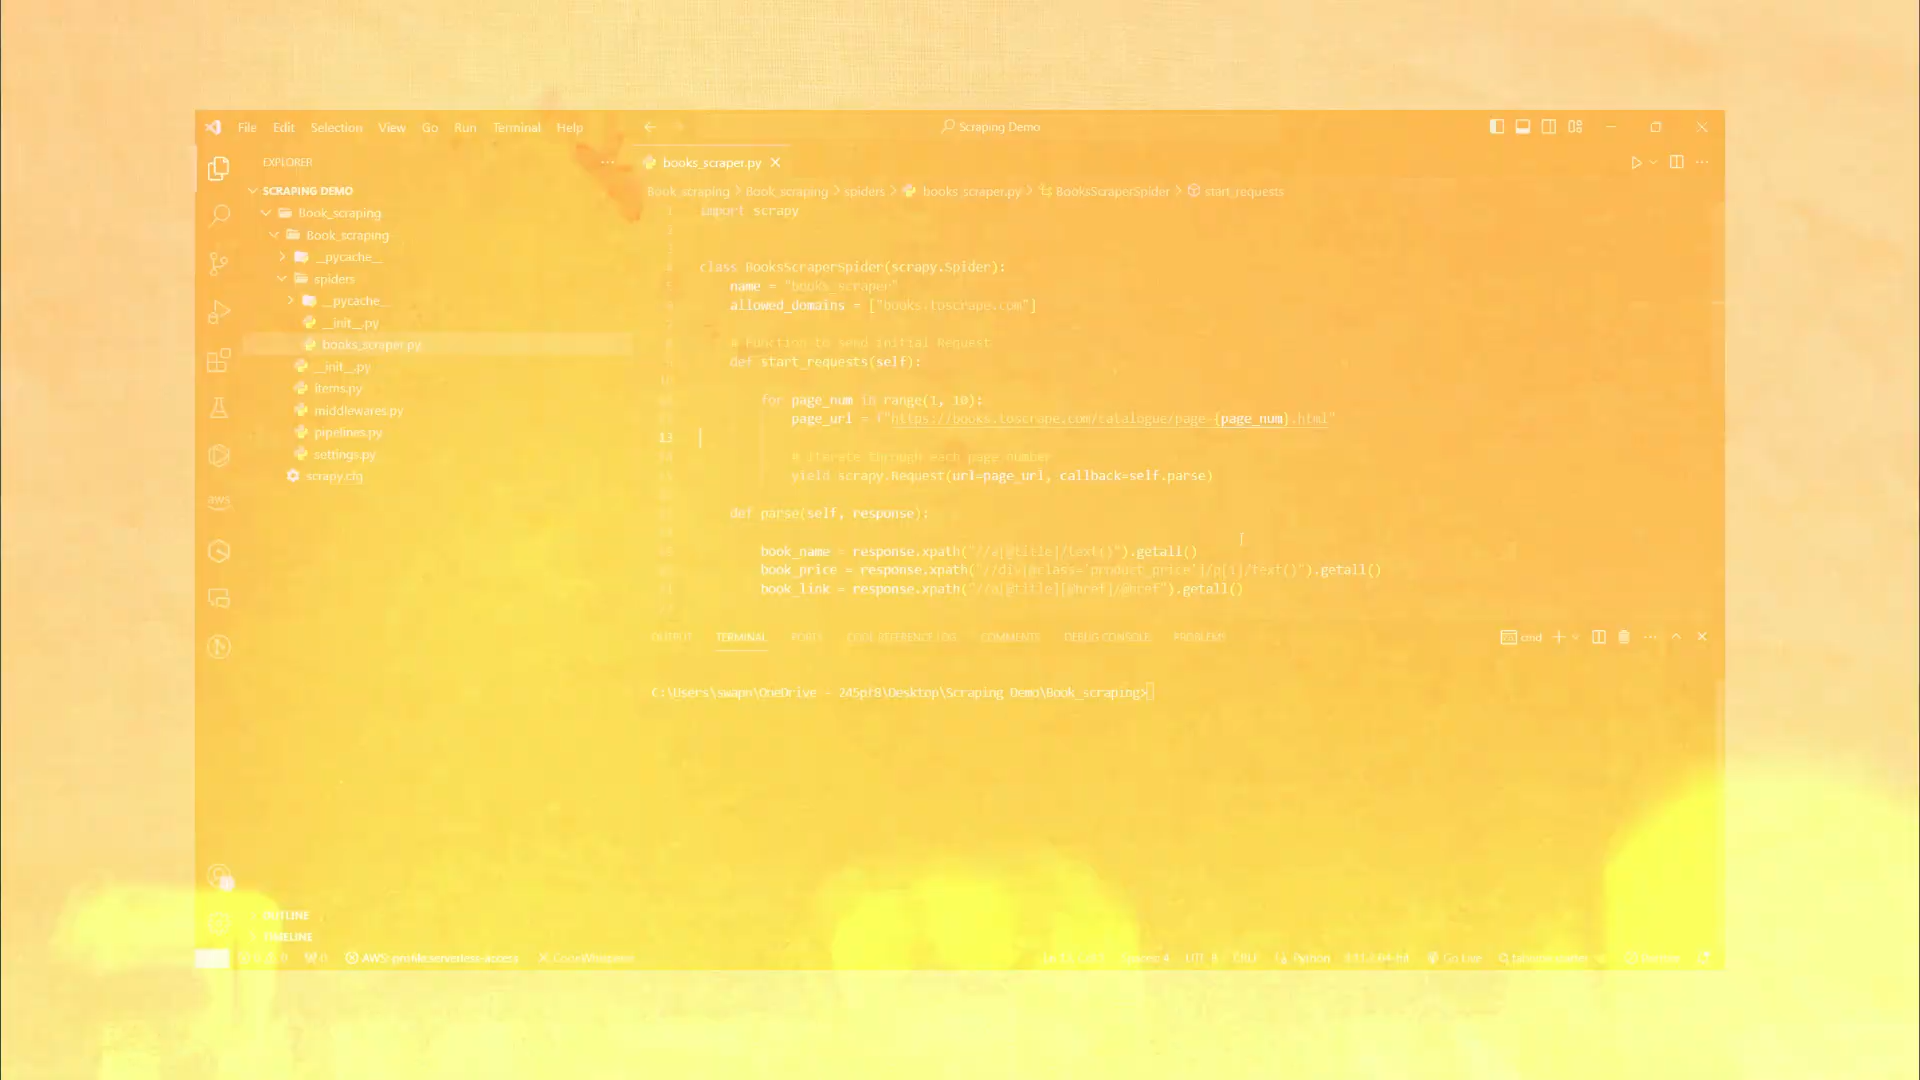 File Edit Selection View Go Run Terminal Help
Scraping Demo
EXPLORER
books_scraper.py
SCRAPING DEMO
Book_scraping > Book_scraping > spiders > books_scraper.py > BooksScraperSpider > start_requests
Book_scraping
Book_scraping
__pycache__
spiders
__pycache__
__init__.py
books_scraper.py
__init__.py
items.py
middlewares.py
pipelines.py
settings.py
scrapy.cfg
aws
import scrapy
class BooksScraperSpider(scrapy.Spider):
name = "books_scraper"
allowed_domains = ["books.toscrape.com"]
# Function to send initial Request
def start_requests(self):
for page_num in range(1, 10):
page_url = f"https://books.toscrape.com/catalogue/page-{page_num}.html"
13
# Iterate through each page number
yield scrapy.Request(url=page_url, callback=self.parse)
def parse(self, response):
book_name = response.xpath("//a[@title]/text()").getall()
book_price = response.xpath("//div[@class='product_price']/p[1]/text()").getall()
book_link = response.xpath("//a[@title][@href]/@href").getall()
OUTPUT TERMINAL PORTS CODE REFERENCE LOG COMMENTS DEBUG CONSOLE PROBLEMS
cmd
C:\Users\swapn\OneDrive - 245pr8\Desktop\Scraping Demo\Book_scraping>
OUTLINE
TIMELINE
AWS: profile:serverless-access CodeWhisperer
Spaces: 4 UTF-8 CRLF Python Go Live